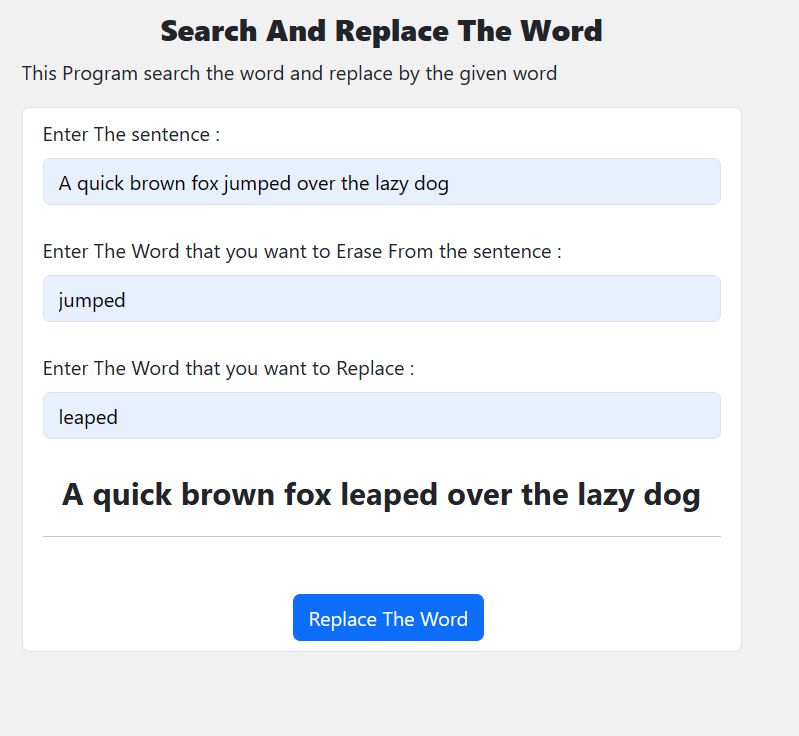 Search And Replace The Word
This Program search the word and replace by the given word
Enter The sentence :
A quick brown fox jumped over the lazy dog
Enter The Word that you want to Erase From the sentence :
jumped
Enter The Word that you want to Replace :
leaped
A quick brown fox leaped over the lazy dog
Replace The Word